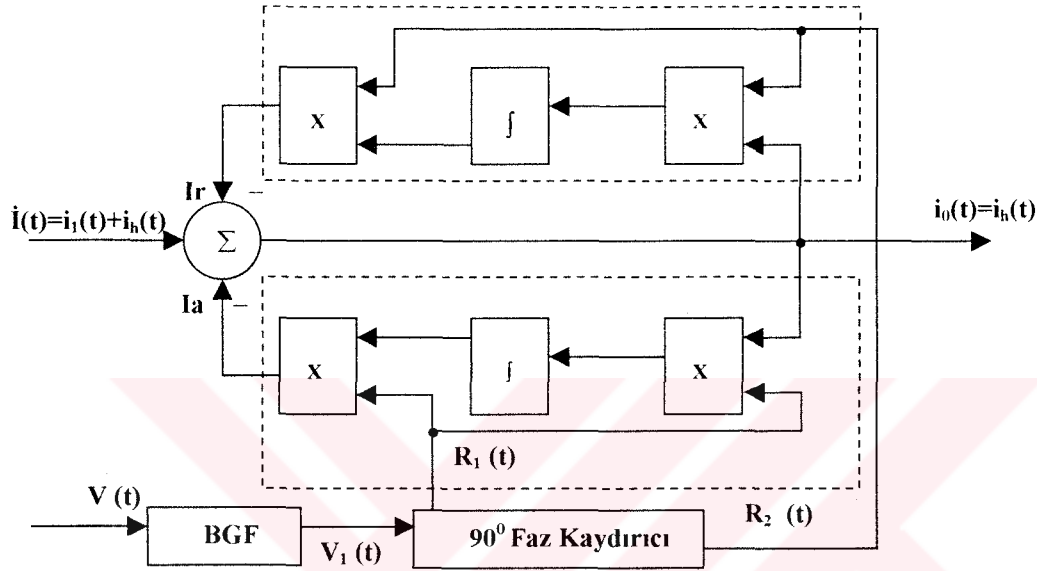 x
∫
x
Ir
−
İ(t)=i₁(t)+iₕ(t)
Σ
i₀(t)=iₕ(t)
Ia
−
x
∫
x
R₁ (t)
V (t)
BGF
V₁ (t)
90⁰ Faz Kaydırıcı
R₂ (t)